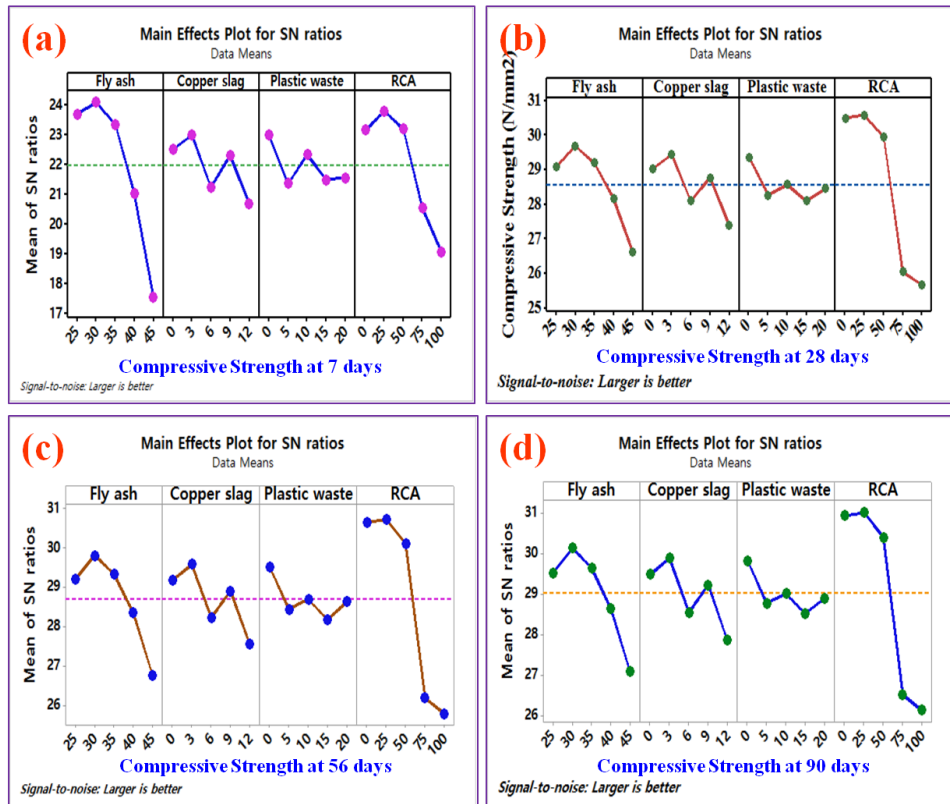 (a)
Main Effects Plot for SN ratios
Data Means
Fly ash Copper slag Plastic waste RCA
Mean of SN ratios
24
23
22
21
20
19
18
17
25 30 35 40 45 0 3 6 9 12 0 5 10 15 20 0 25 50 75 100
Compressive Strength at 7 days
Signal-to-noise: Larger is better
(b)
Main Effects Plot for SN ratios
Data Means
Fly ash Copper slag Plastic waste RCA
Compressive Strength (N/mm2)
31
30
29
28
27
26
25
25 30 35 40 45 0 3 6 9 12 0 5 10 15 20 0 25 50 75 100
Compressive Strength at 28 days
Signal-to-noise: Larger is better
(c)
Main Effects Plot for SN ratios
Data Means
Fly ash Copper slag Plastic waste RCA
Mean of SN ratios
31
30
29
28
27
26
25 30 35 40 45 0 3 6 9 12 0 5 10 15 20 0 25 50 75 100
Compressive Strength at 56 days
Signal-to-noise: Larger is better
(d)
Main Effects Plot for SN ratios
Data Means
Fly ash Copper slag Plastic waste RCA
Mean of SN ratios
31
30
29
28
27
26
25 30 35 40 45 0 3 6 9 12 0 5 10 15 20 0 25 50 75 100
Compressive Strength at 90 days
Signal-to-noise: Larger is better